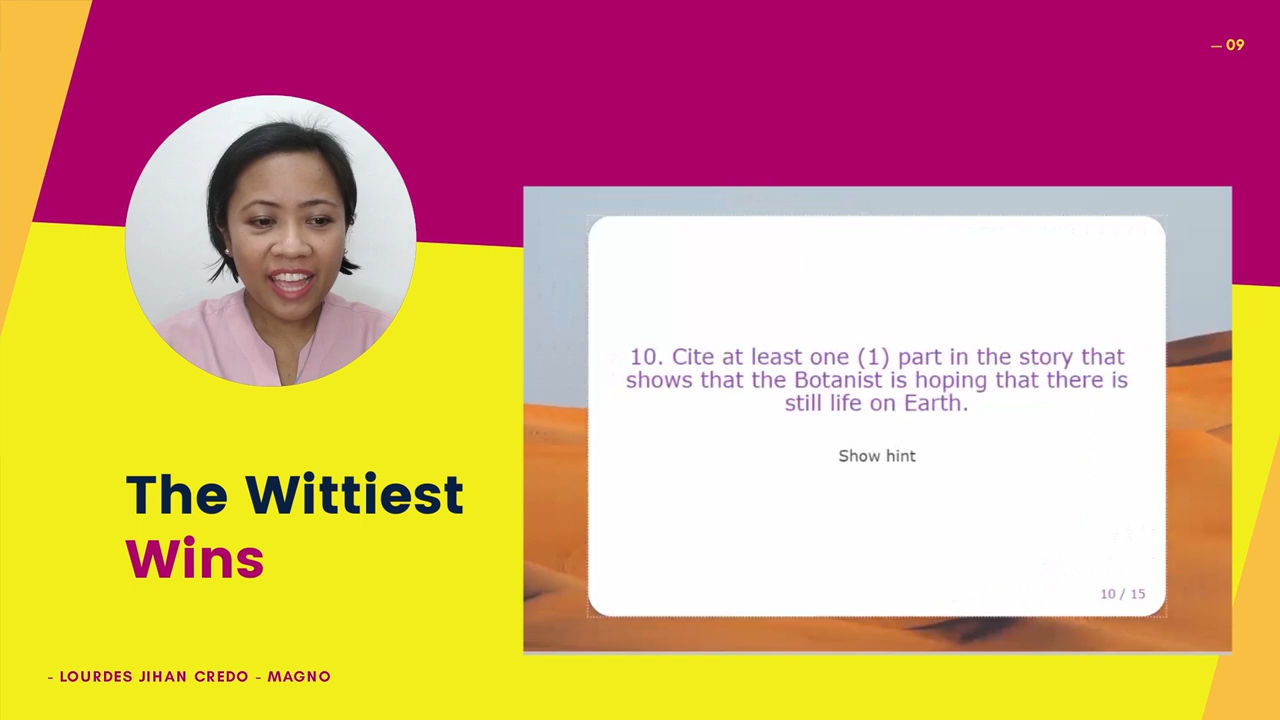 — 09
10. Cite at least one (1) part in the story that
shows that the Botanist is hoping that there is
still life on Earth.
Show hint
10 / 15
The Wittiest
Wins
- LOURDES JIHAN CREDO - MAGNO